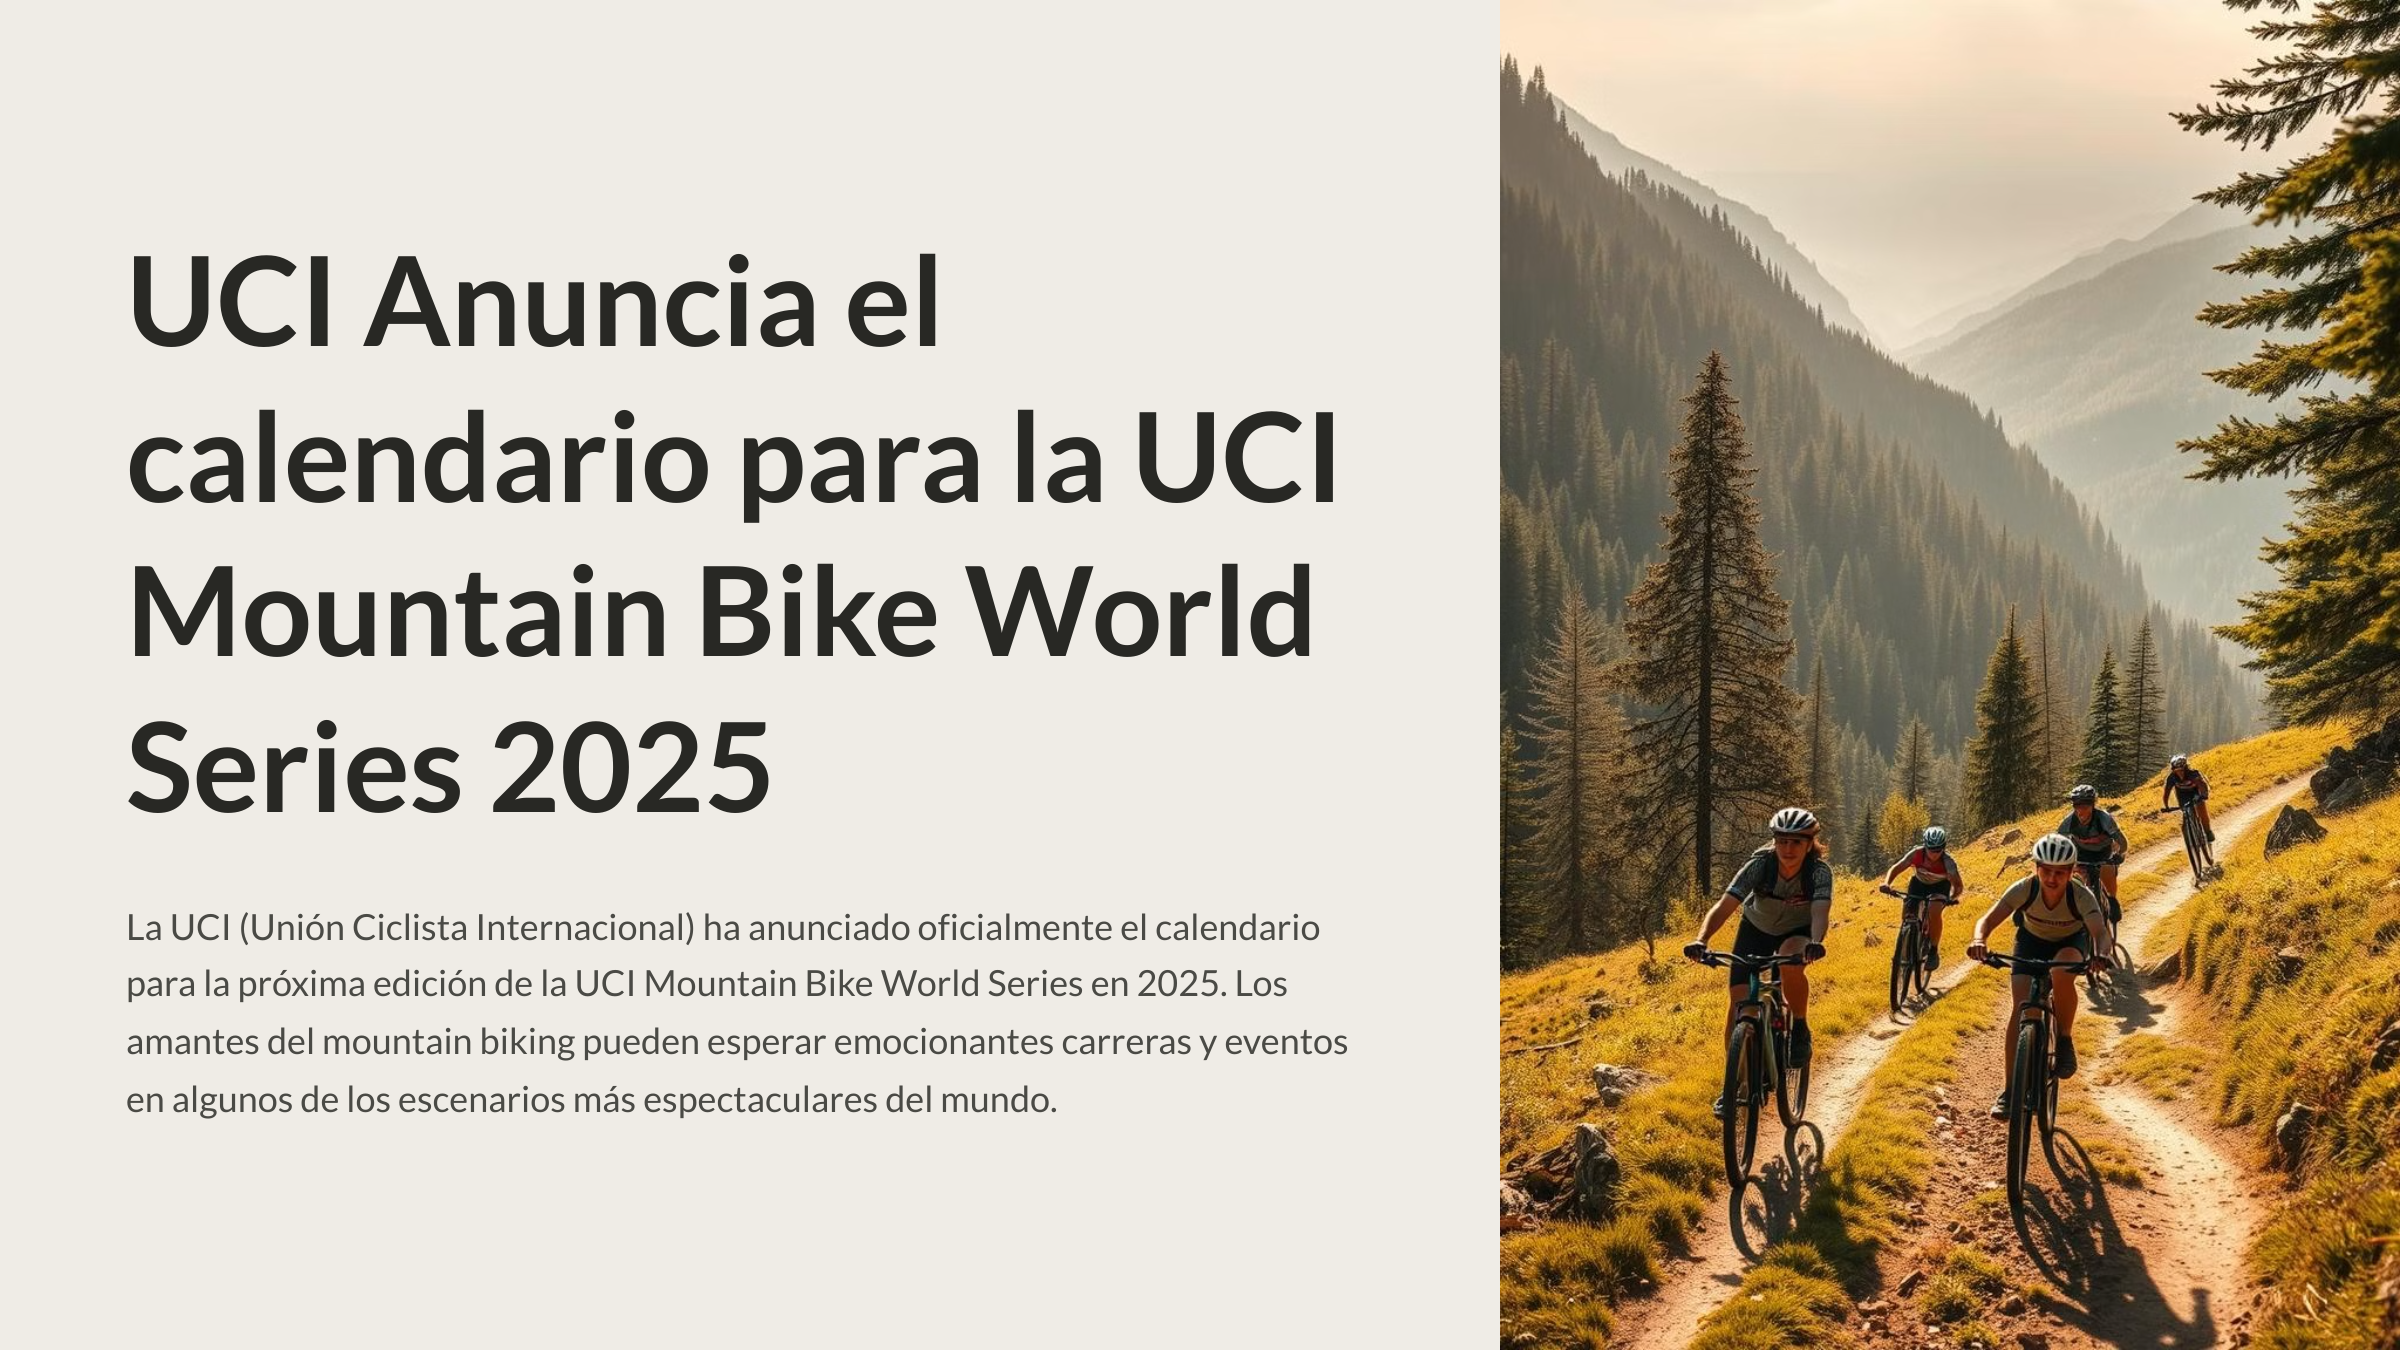 UCI Anuncia el
calendario para la UCI
Mountain Bike World
Series 2025
La UCI (Unión Ciclista Internacional) ha anunciado oficialmente el calendario
para la próxima edición de la UCI Mountain Bike World Series en 2025. Los
amantes del mountain biking pueden esperar emocionantes carreras y eventos
en algunos de los escenarios más espectaculares del mundo.